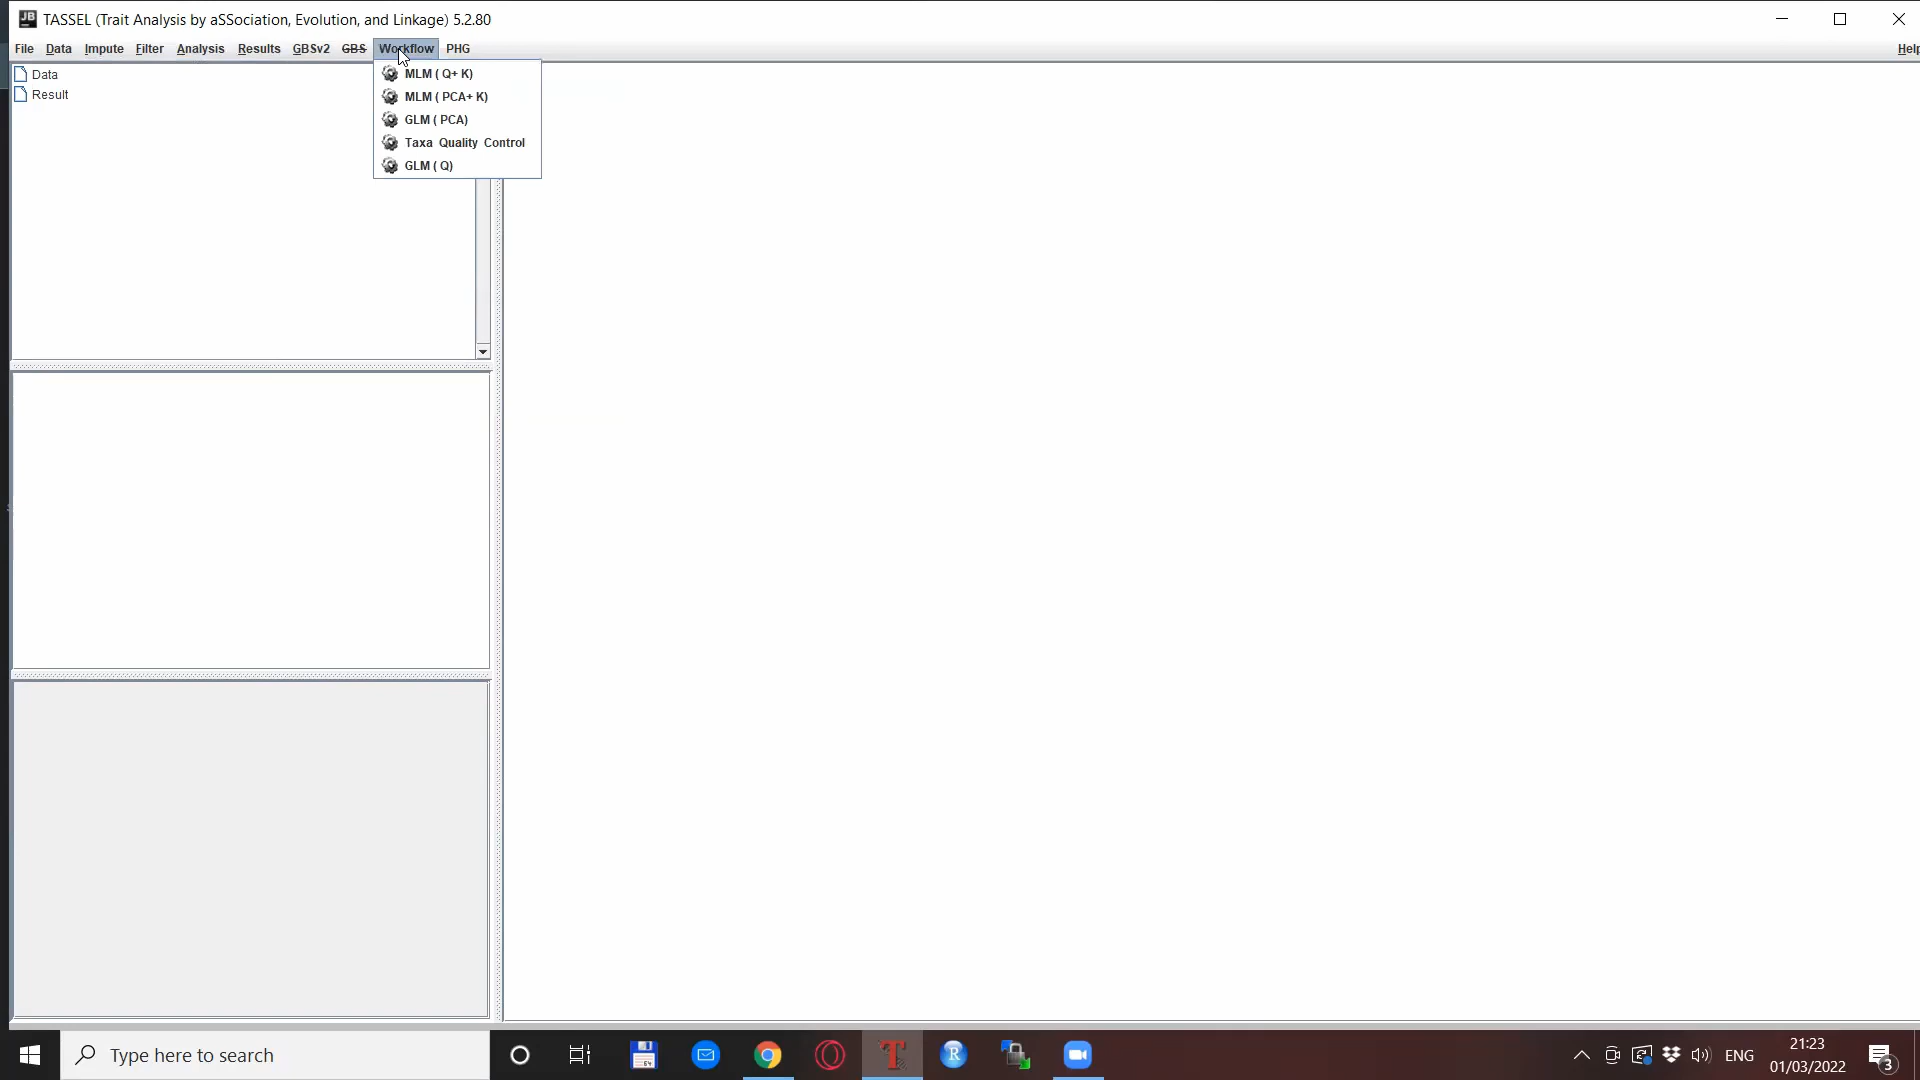 TASSEL (Trait Analysis by aSSociation, Evolution, and Linkage) 5.2.80
File Data Impute Filter Analysis Results GBSv2 GBS Workflow PHG Help
Data
Result
MLM ( Q+ K)
MLM ( PCA+ K)
GLM ( PCA)
Taxa Quality Control
GLM ( Q)
Type here to search
ENG
21:23
01/03/2022
3